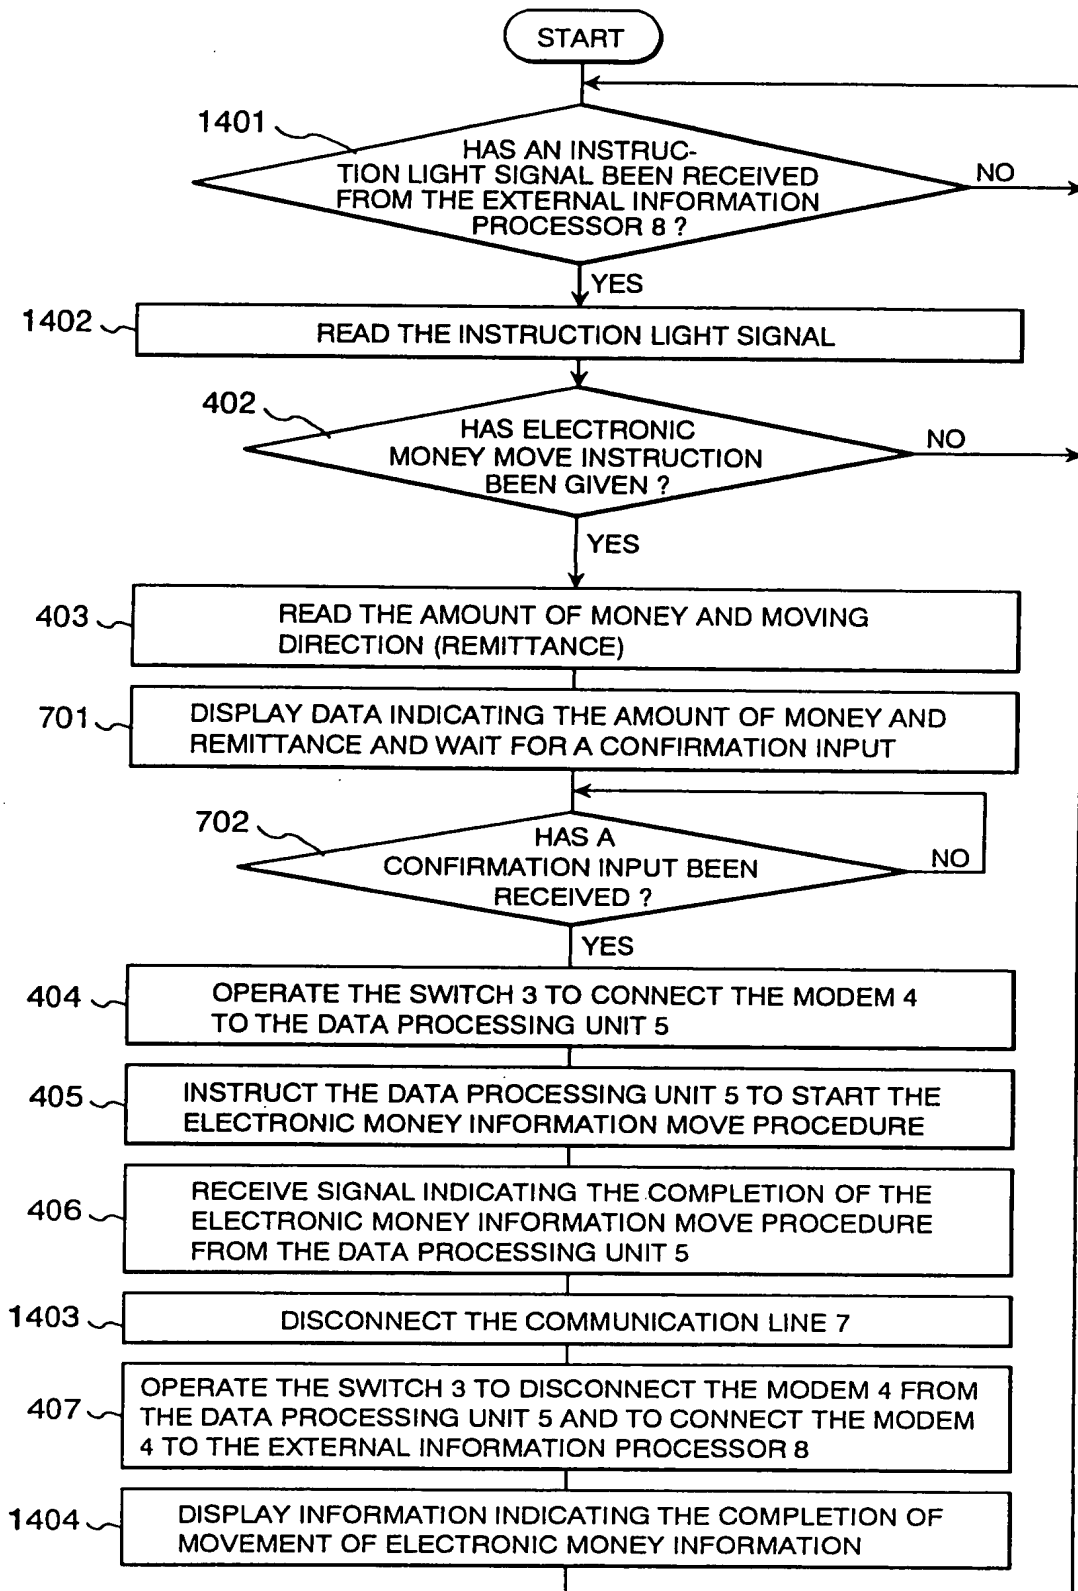 START
1401
HAS AN INSTRUC-
TION LIGHT SIGNAL BEEN RECEIVED
FROM THE EXTERNAL INFORMATION
PROCESSOR 8 ?
NO
YES
1402
READ THE INSTRUCTION LIGHT SIGNAL
402
HAS ELECTRONIC
MONEY MOVE INSTRUCTION
BEEN GIVEN ?
NO
YES
403
READ THE AMOUNT OF MONEY AND MOVING
DIRECTION (REMITTANCE)
701
DISPLAY DATA INDICATING THE AMOUNT OF MONEY AND
REMITTANCE AND WAIT FOR A CONFIRMATION INPUT
702
HAS A
CONFIRMATION INPUT BEEN
RECEIVED ?
NO
YES
404
OPERATE THE SWITCH 3 TO CONNECT THE MODEM 4
TO THE DATA PROCESSING UNIT 5
405
INSTRUCT THE DATA PROCESSING UNIT 5 TO START THE
ELECTRONIC MONEY INFORMATION MOVE PROCEDURE
406
RECEIVE SIGNAL INDICATING THE COMPLETION OF THE
ELECTRONIC MONEY INFORMATION MOVE PROCEDURE
FROM THE DATA PROCESSING UNIT 5
1403
DISCONNECT THE COMMUNICATION LINE 7
407
OPERATE THE SWITCH 3 TO DISCONNECT THE MODEM 4 FROM
THE DATA PROCESSING UNIT 5 AND TO CONNECT THE MODEM
4 TO THE EXTERNAL INFORMATION PROCESSOR 8
1404
DISPLAY INFORMATION INDICATING THE COMPLETION OF
MOVEMENT OF ELECTRONIC MONEY INFORMATION